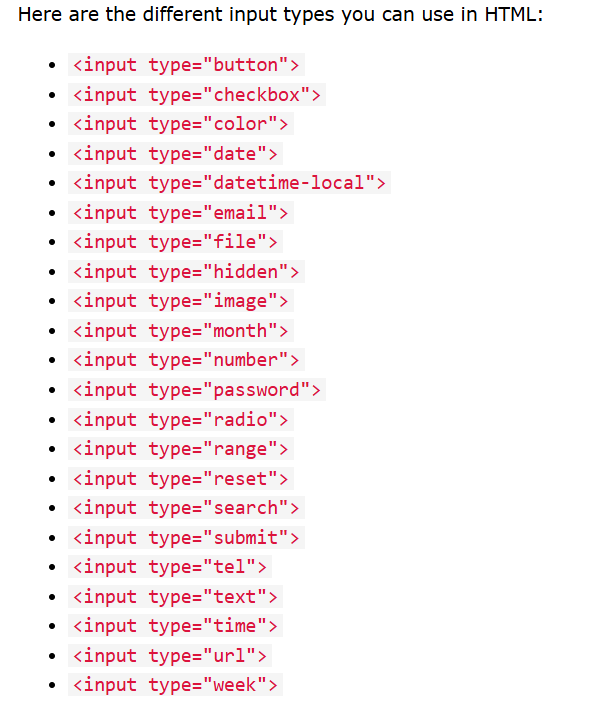 Here are the different input types you can use in HTML:
<input type="button">
<input type="checkbox">
<input type="color">
<input type="date">
<input type="datetime-local">
<input type="email">
<input type="file">
<input type="hidden">
<input type="image">
<input type="month">
<input type="number">
<input type="password">
<input type="radio">
<input type="range">
<input type="reset">
<input type="search">
<input type="submit">
<input type="tel">
<input type="text">
<input type="time">
<input type="url">
<input type="week">